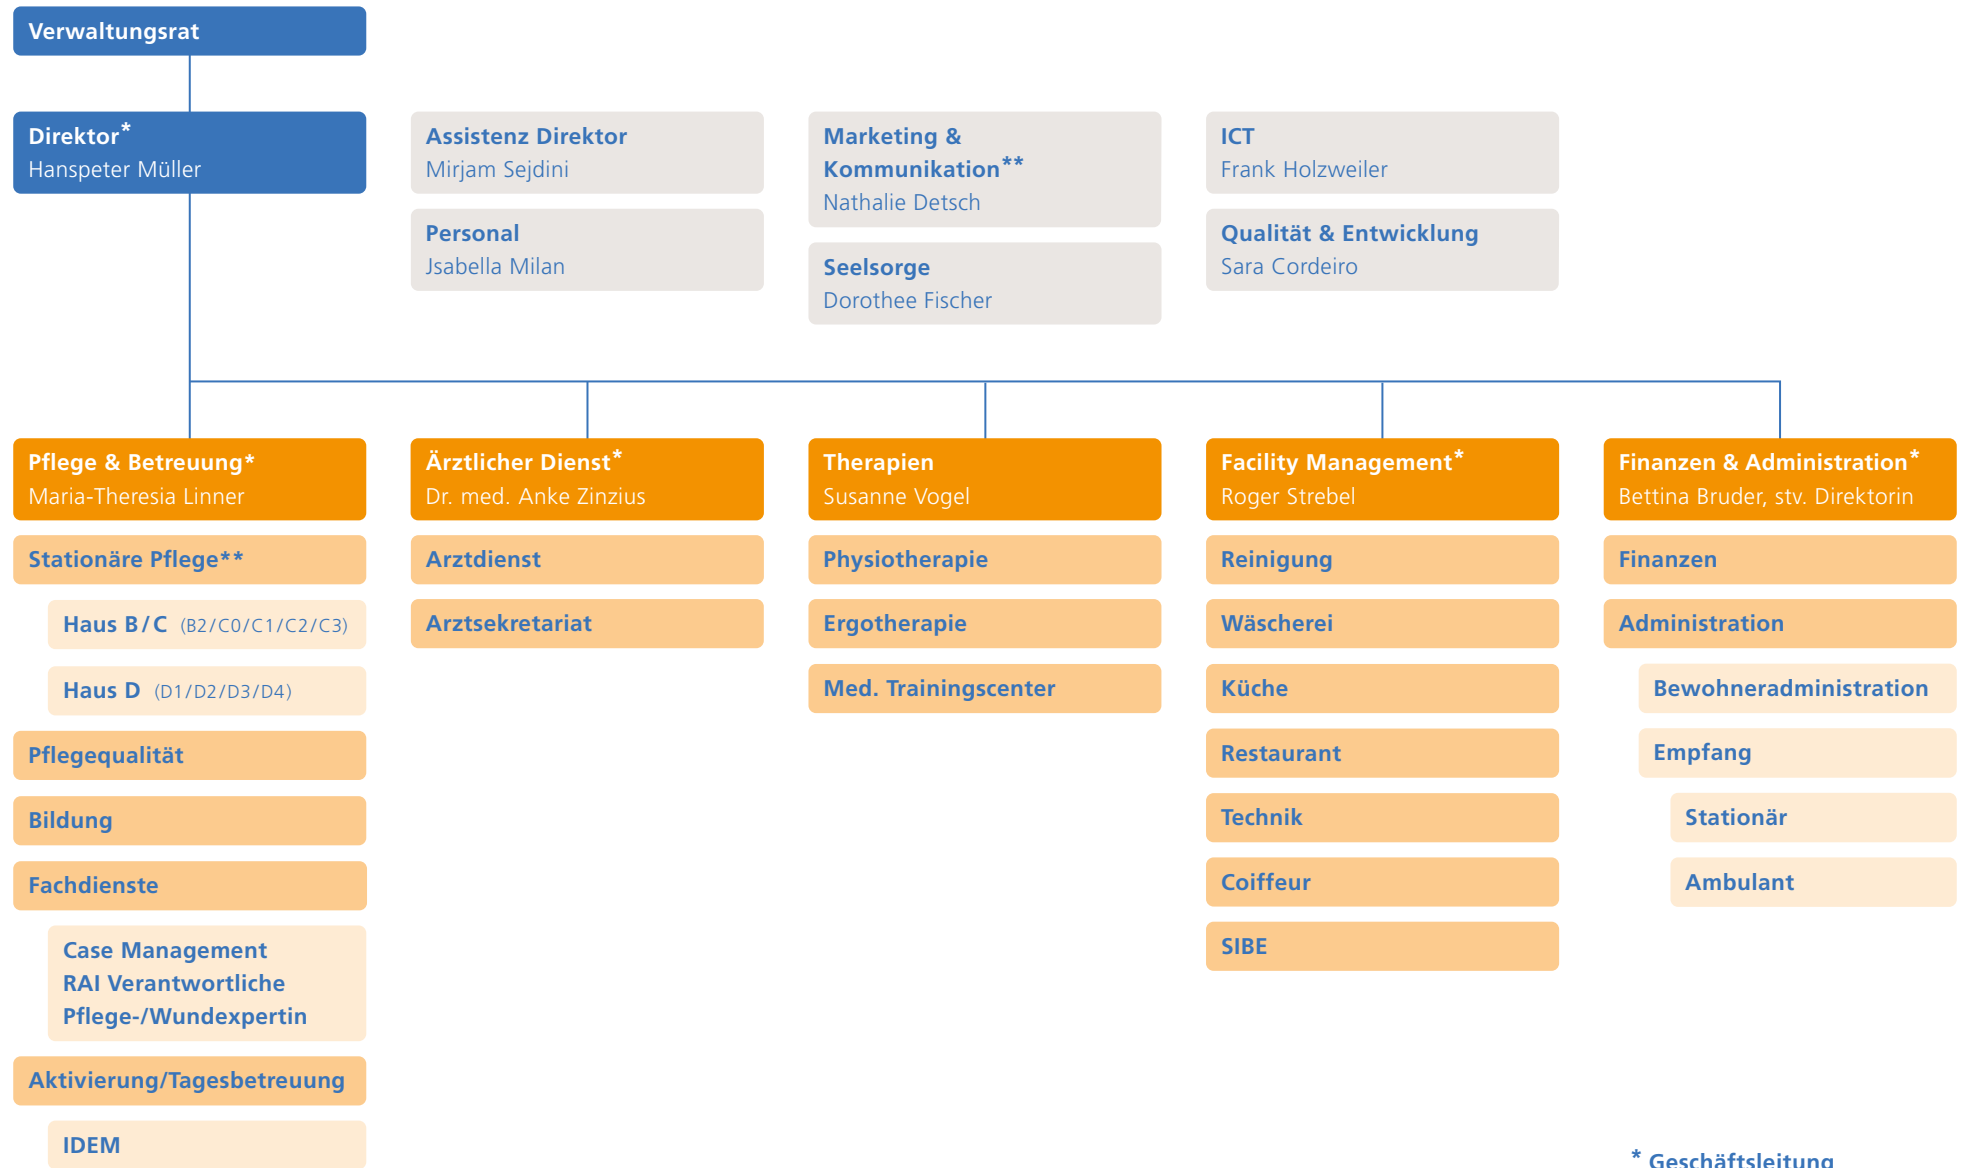 Verwaltungsrat
Direktor*
Hanspeter Müller
Assistenz Direktor
Mirjam Sejdini
Personal
Jsabella Milan
Marketing &
Kommunikation**
Nathalie Detsch
Seelsorge
Dorothee Fischer
ICT
Frank Holzweiler
Qualität & Entwicklung
Sara Cordeiro
Pflege & Betreuung*
Maria-Theresia Linner
Stationäre Pflege**
Haus B/C (B2/C0/C1/C2/C3)
Haus D (D1/D2/D3/D4)
Pflegequalität
Bildung
Fachdienste
Case Management
RAI Verantwortliche
Pflege-/Wundexpertin
Aktivierung/Tagesbetreuung
IDEM
Ärztlicher Dienst*
Dr. med. Anke Zinzius
Arztdienst
Arztsekretariat
Therapien
Susanne Vogel
Physiotherapie
Ergotherapie
Med. Trainingscenter
Facility Management*
Roger Strebel
Reinigung
Wäscherei
Küche
Restaurant
Technik
Coiffeur
SIBE
Finanzen & Administration*
Bettina Bruder, stv. Direktorin
Finanzen
Administration
Bewohneradministration
Empfang
Stationär
Ambulant
* Geschäftsleitung